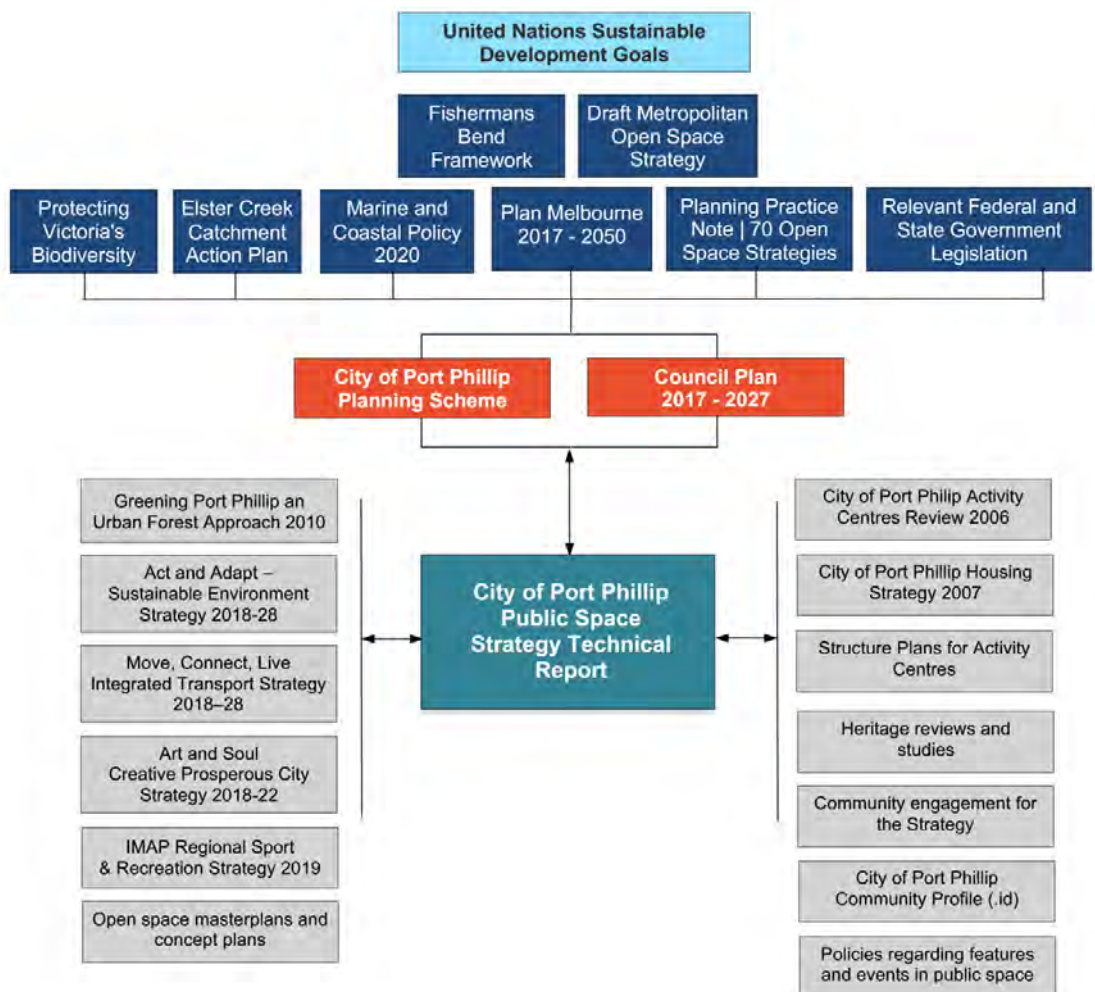 United Nations Sustainable
Development Goals
Fishermans
Bend
Framework
Draft Metropolitan
Open Space
Strategy
Protecting
Victoria's
Biodiversity
Elster Creek
Catchment
Action Plan
Marine and
Coastal Policy
2020
Plan Melbourne
2017 - 2050
Planning Practice
Note | 70 Open
Space Strategies
Relevant Federal and
State Government
Legislation
City of Port Phillip
Planning Scheme
Council Plan
2017 - 2027
Greening Port Phillip an
Urban Forest Approach 2010
Act and Adapt –
Sustainable Environment
Strategy 2018-28
Move, Connect, Live
Integrated Transport Strategy
2018–28
Art and Soul
Creative Prosperous City
Strategy 2018-22
IMAP Regional Sport
& Recreation Strategy 2019
Open space masterplans and
concept plans
City of Port Phillip
Public Space
Strategy Technical
Report
City of Port Philip Activity
Centres Review 2006
City of Port Phillip Housing
Strategy 2007
Structure Plans for Activity
Centres
Heritage reviews and
studies
Community engagement for
the Strategy
City of Port Phillip
Community Profile (.id)
Policies regarding features
and events in public space